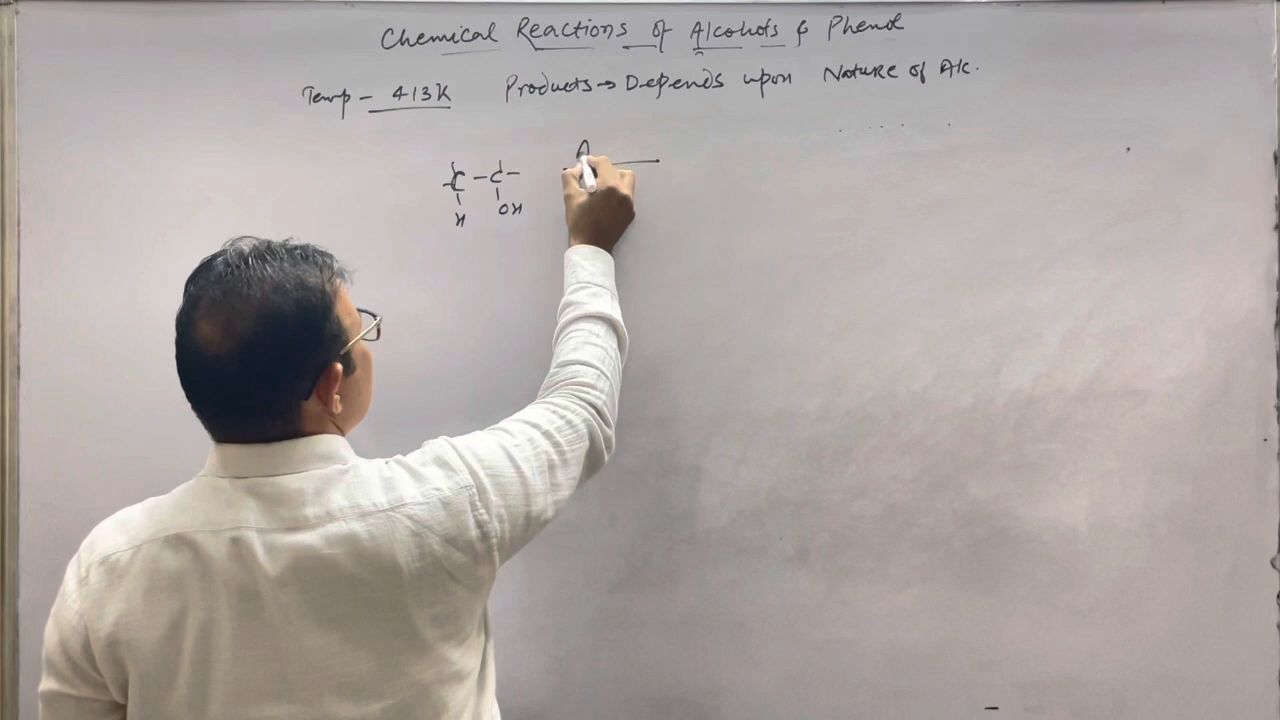 Chemical Reactions of Alcohols & Phenol
Temp - 413K Products → Depends upon Nature of Alc.
-C - C-
H OH
A